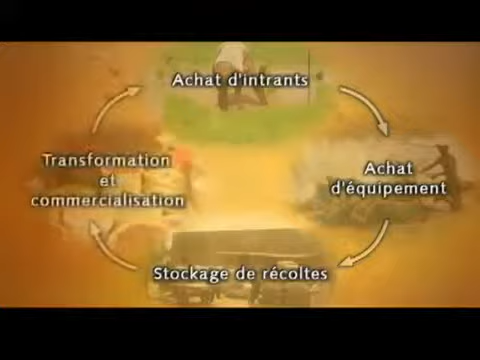 Achat d'intrants
Achat
d'équipement
Stockage de récoltes
Transformation
et
commercialisation